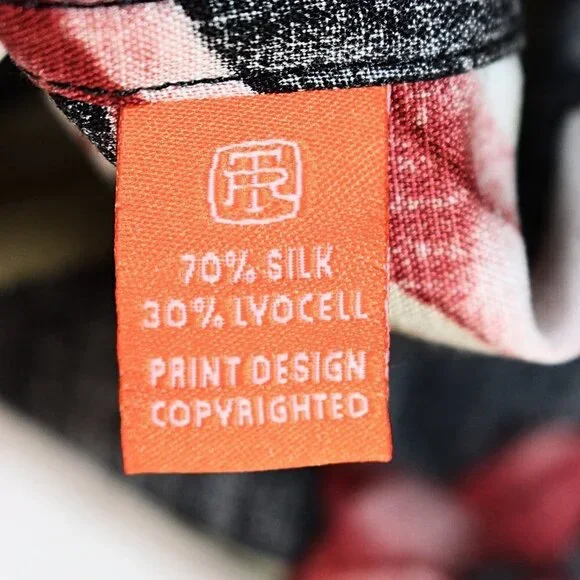 70% SILK
30% LYOCELL
PRINT DESIGN
COPYRIGHTED